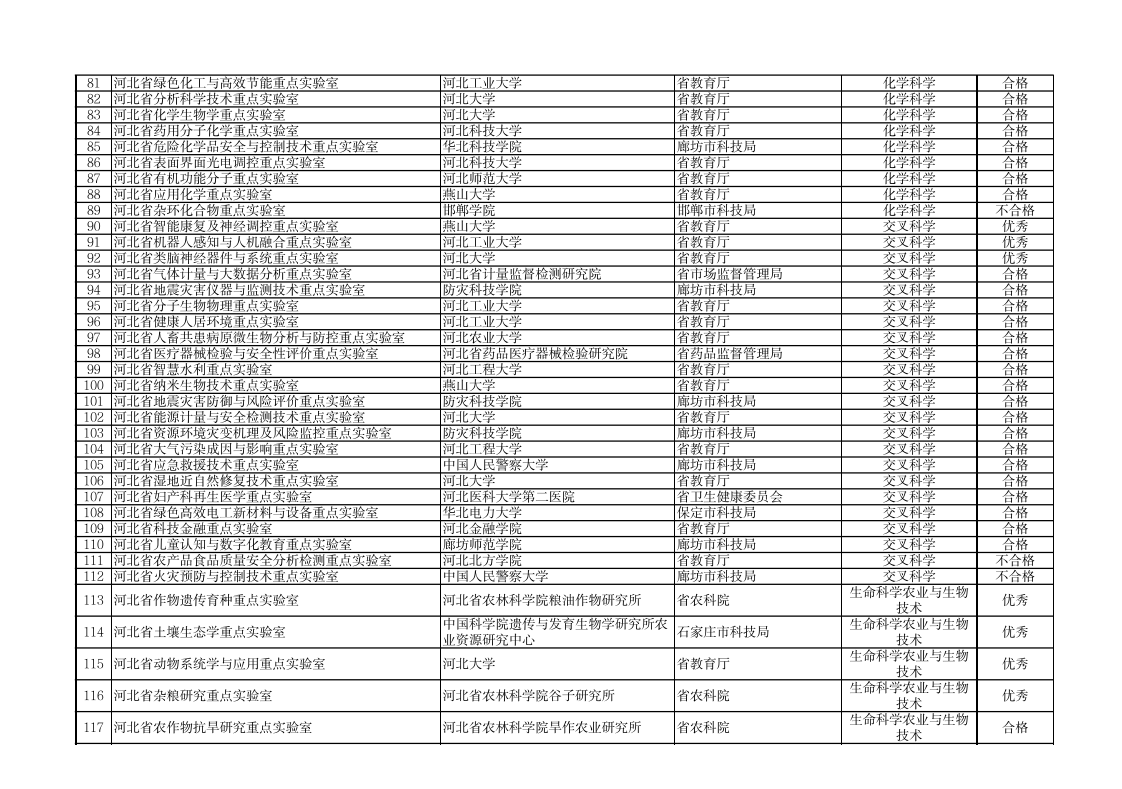 81 河北省绿色化工与高效节能重点实验室 河北工业大学 省教育厅 化学科学 合格
82 河北省分析科学技术重点实验室 河北大学 省教育厅 化学科学 合格
83 河北省化学生物学重点实验室 河北大学 省教育厅 化学科学 合格
84 河北省药用分子化学重点实验室 河北科技大学 省教育厅 化学科学 合格
85 河北省危险化学品安全与控制技术重点实验室 华北科技学院 廊坊市科技局 化学科学 合格
86 河北省表面界面光电调控重点实验室 河北科技大学 省教育厅 化学科学 合格
87 河北省有机功能分子重点实验室 河北师范大学 省教育厅 化学科学 合格
88 河北省应用化学重点实验室 燕山大学 省教育厅 化学科学 合格
89 河北省杂环化合物重点实验室 邯郸学院 邯郸市科技局 化学科学 不合格
90 河北省智能康复及神经调控重点实验室 燕山大学 省教育厅 交叉科学 优秀
91 河北省机器人感知与人机融合重点实验室 河北工业大学 省教育厅 交叉科学 优秀
92 河北省类脑神经器件与系统重点实验室 河北大学 省教育厅 交叉科学 优秀
93 河北省气体计量与大数据分析重点实验室 河北省计量监督检测研究院 省市场监督管理局 交叉科学 合格
94 河北省地震灾害仪器与监测技术重点实验室 防灾科技学院 廊坊市科技局 交叉科学 合格
95 河北省分子生物物理重点实验室 河北工业大学 省教育厅 交叉科学 合格
96 河北省健康人居环境重点实验室 河北工业大学 省教育厅 交叉科学 合格
97 河北省人畜共患病原微生物分析与防控重点实验室 河北农业大学 省教育厅 交叉科学 合格
98 河北省医疗器械检验与安全性评价重点实验室 河北省药品医疗器械检验研究院 省药品监督管理局 交叉科学 合格
99 河北省智慧水利重点实验室 河北工程大学 省教育厅 交叉科学 合格
100 河北省纳米生物技术重点实验室 燕山大学 省教育厅 交叉科学 合格
101 河北省地震灾害防御与风险评价重点实验室 防灾科技学院 廊坊市科技局 交叉科学 合格
102 河北省能源计量与安全检测技术重点实验室 河北大学 省教育厅 交叉科学 合格
103 河北省资源环境灾变机理及风险监控重点实验室 防灾科技学院 廊坊市科技局 交叉科学 合格
104 河北省大气污染成因与影响重点实验室 河北工程大学 省教育厅 交叉科学 合格
105 河北省应急救援技术重点实验室 中国人民警察大学 廊坊市科技局 交叉科学 合格
106 河北省湿地近自然修复技术重点实验室 河北大学 省教育厅 交叉科学 合格
107 河北省妇产科再生医学重点实验室 河北医科大学第二医院 省卫生健康委员会 交叉科学 合格
108 河北省绿色高效电工新材料与设备重点实验室 华北电力大学 保定市科技局 交叉科学 合格
109 河北省科技金融重点实验室 河北金融学院 省教育厅 交叉科学 合格
110 河北省儿童认知与数字化教育重点实验室 廊坊师范学院 廊坊市科技局 交叉科学 合格
111 河北省农产品食品质量安全分析检测重点实验室 河北北方学院 省教育厅 交叉科学 不合格
112 河北省火灾预防与控制技术重点实验室 中国人民警察大学 廊坊市科技局 交叉科学 不合格
113 河北省作物遗传育种重点实验室 河北省农林科学院粮油作物研究所 省农科院 生命科学农业与生物
技术 优秀
114 河北省土壤生态学重点实验室 中国科学院遗传与发育生物学研究所农
业资源研究中心 石家庄市科技局 生命科学农业与生物
技术 优秀
115 河北省动物系统学与应用重点实验室 河北大学 省教育厅 生命科学农业与生物
技术 优秀
116 河北省杂粮研究重点实验室 河北省农林科学院谷子研究所 省农科院 生命科学农业与生物
技术 优秀
117 河北省农作物抗旱研究重点实验室 河北省农林科学院旱作农业研究所 省农科院 生命科学农业与生物
技术 合格